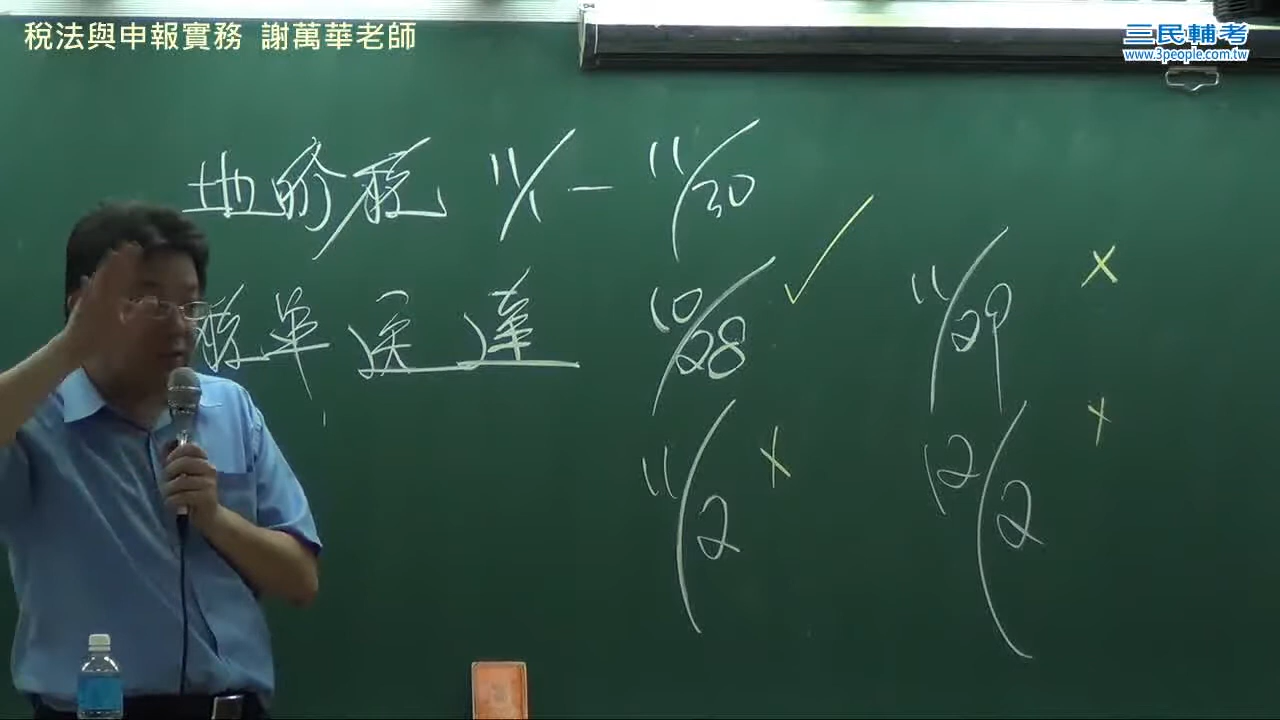 稅法與申報實務 謝萬華老師
三民輔考
www.3people.com.tw
地價稅 11/1 - 11/30
稅單送達 10/28 ✓ 11/29 ×
11/2 × 12/2 ×